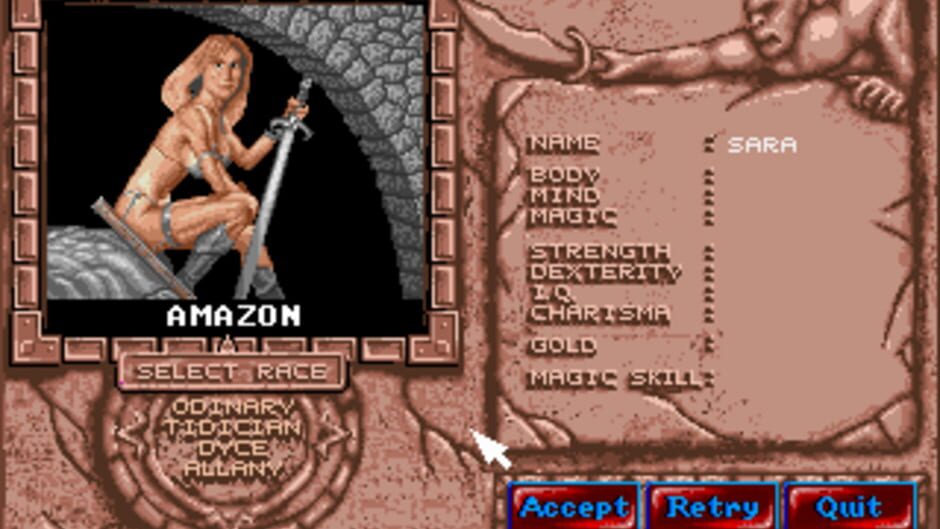 AMAZON
SELECT RACE
ODINARY
TIDICIAN
DYCE
ALLANY
NAME : SARA
BODY :
MIND :
MAGIC :
STRENGTH :
DEXTERITY :
I.Q. :
CHARISMA :
GOLD :
MAGIC SKILL:
Accept Retry Quit